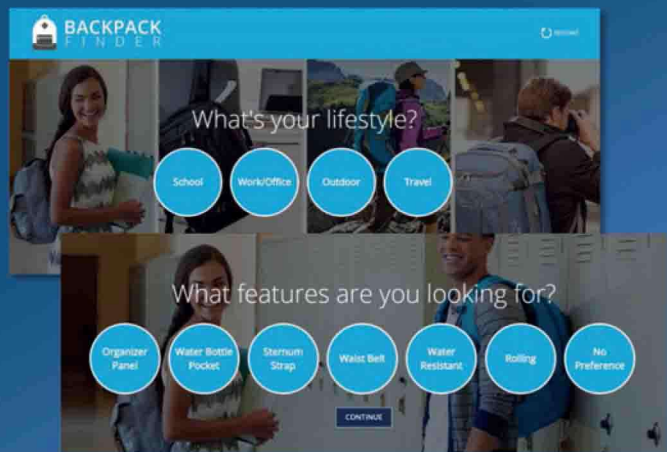 BACKPACK
FINDER
What's your lifestyle?
School
Work/Office
Outdoor
Travel
What features are you looking for?
Organizer
Panel
Water Bottle
Pocket
Sternum
Strap
Waist Belt
Water
Resistant
Rolling
No
Preference
CONTINUE